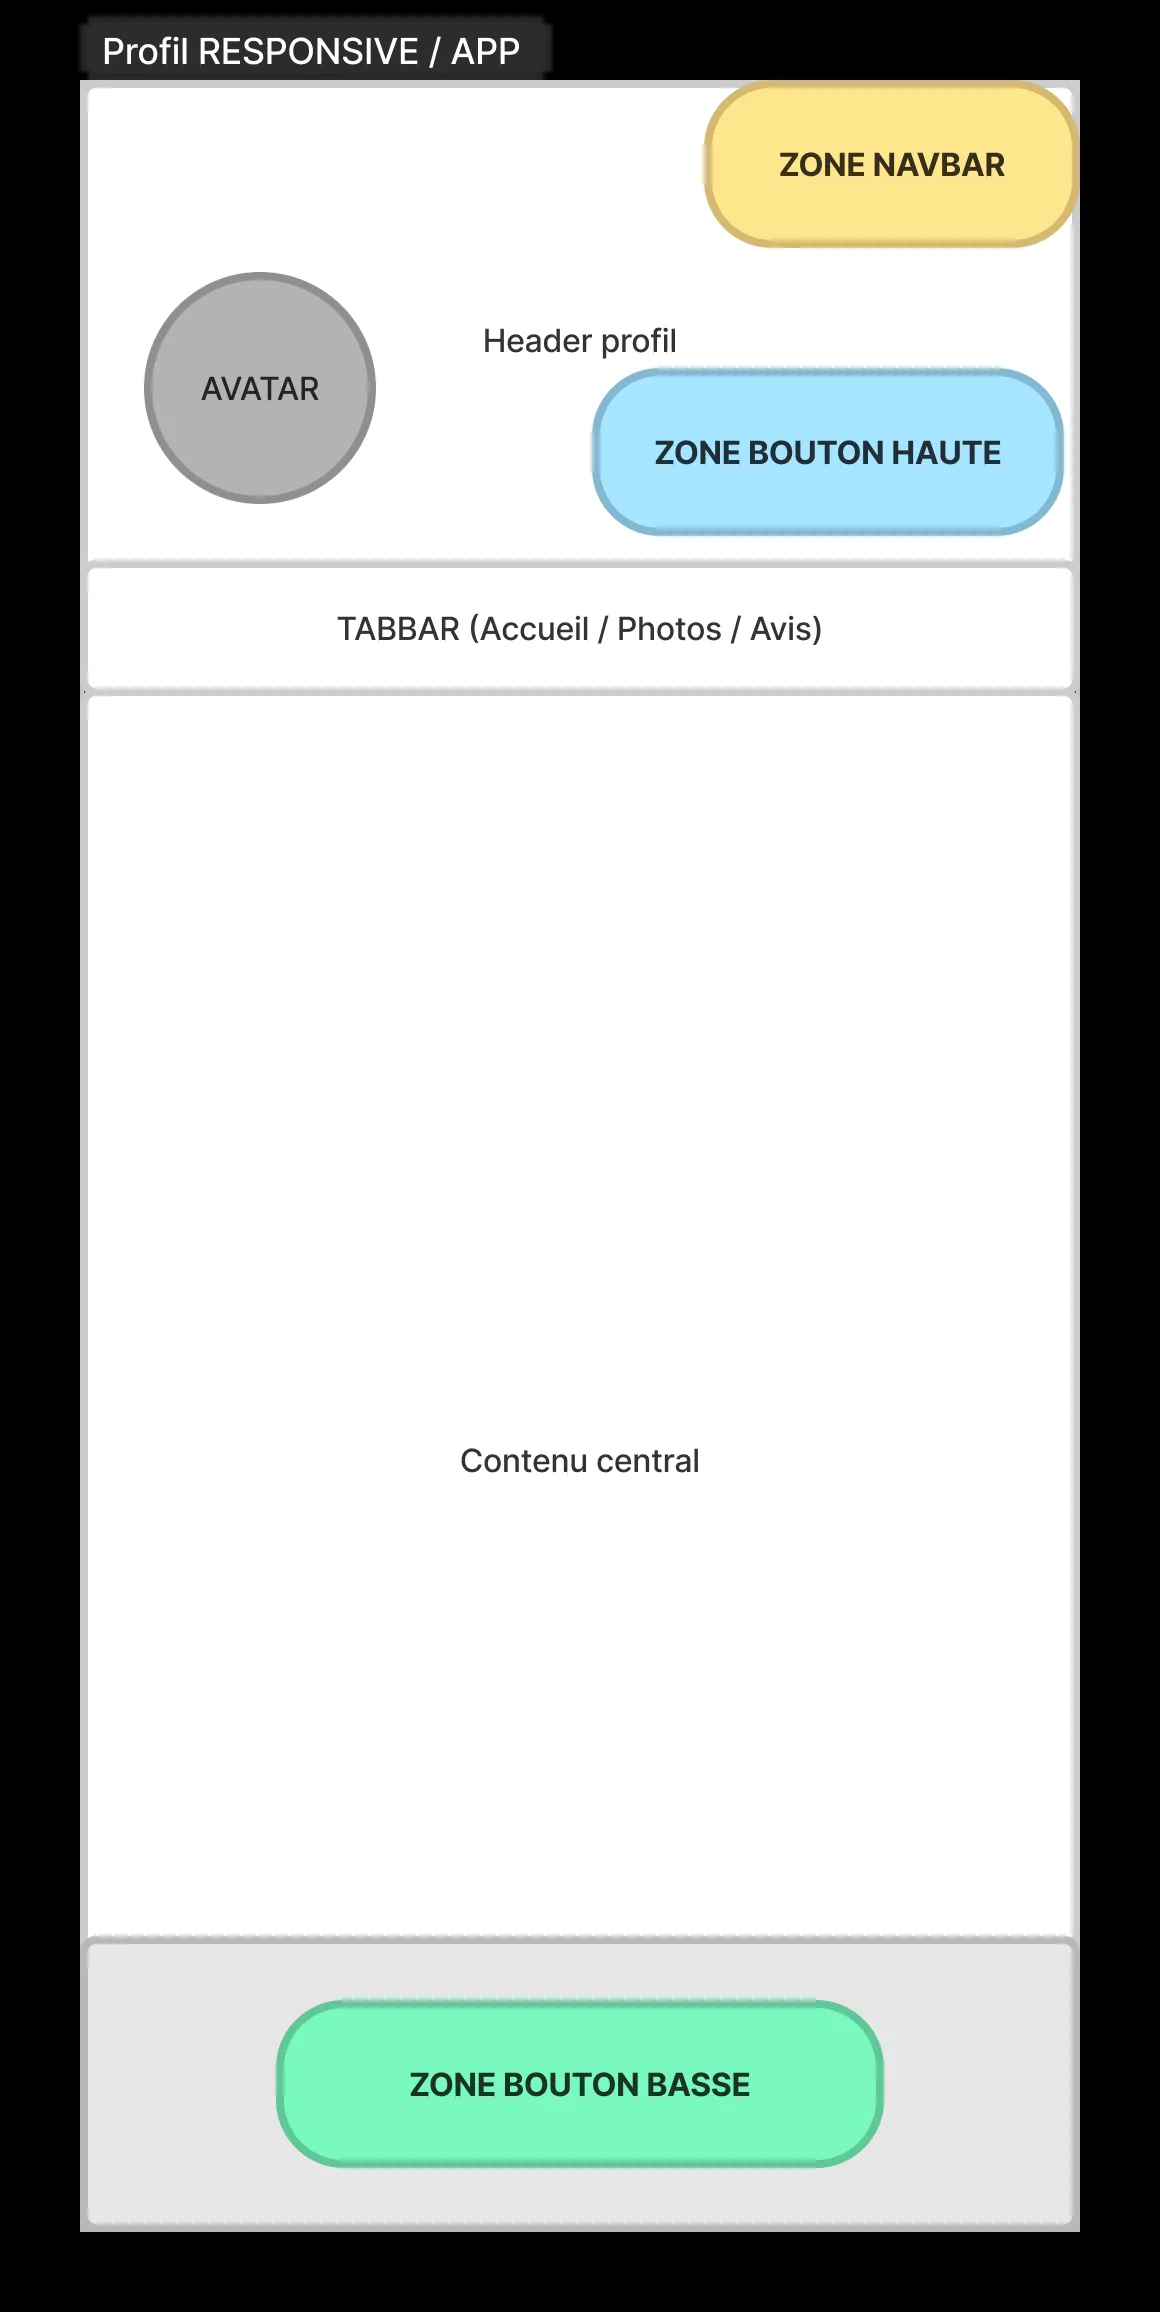 Profil RESPONSIVE / APP
ZONE NAVBAR
Header profil
AVATAR
ZONE BOUTON HAUTE
TABBAR (Accueil / Photos / Avis)
Contenu central
ZONE BOUTON BASSE